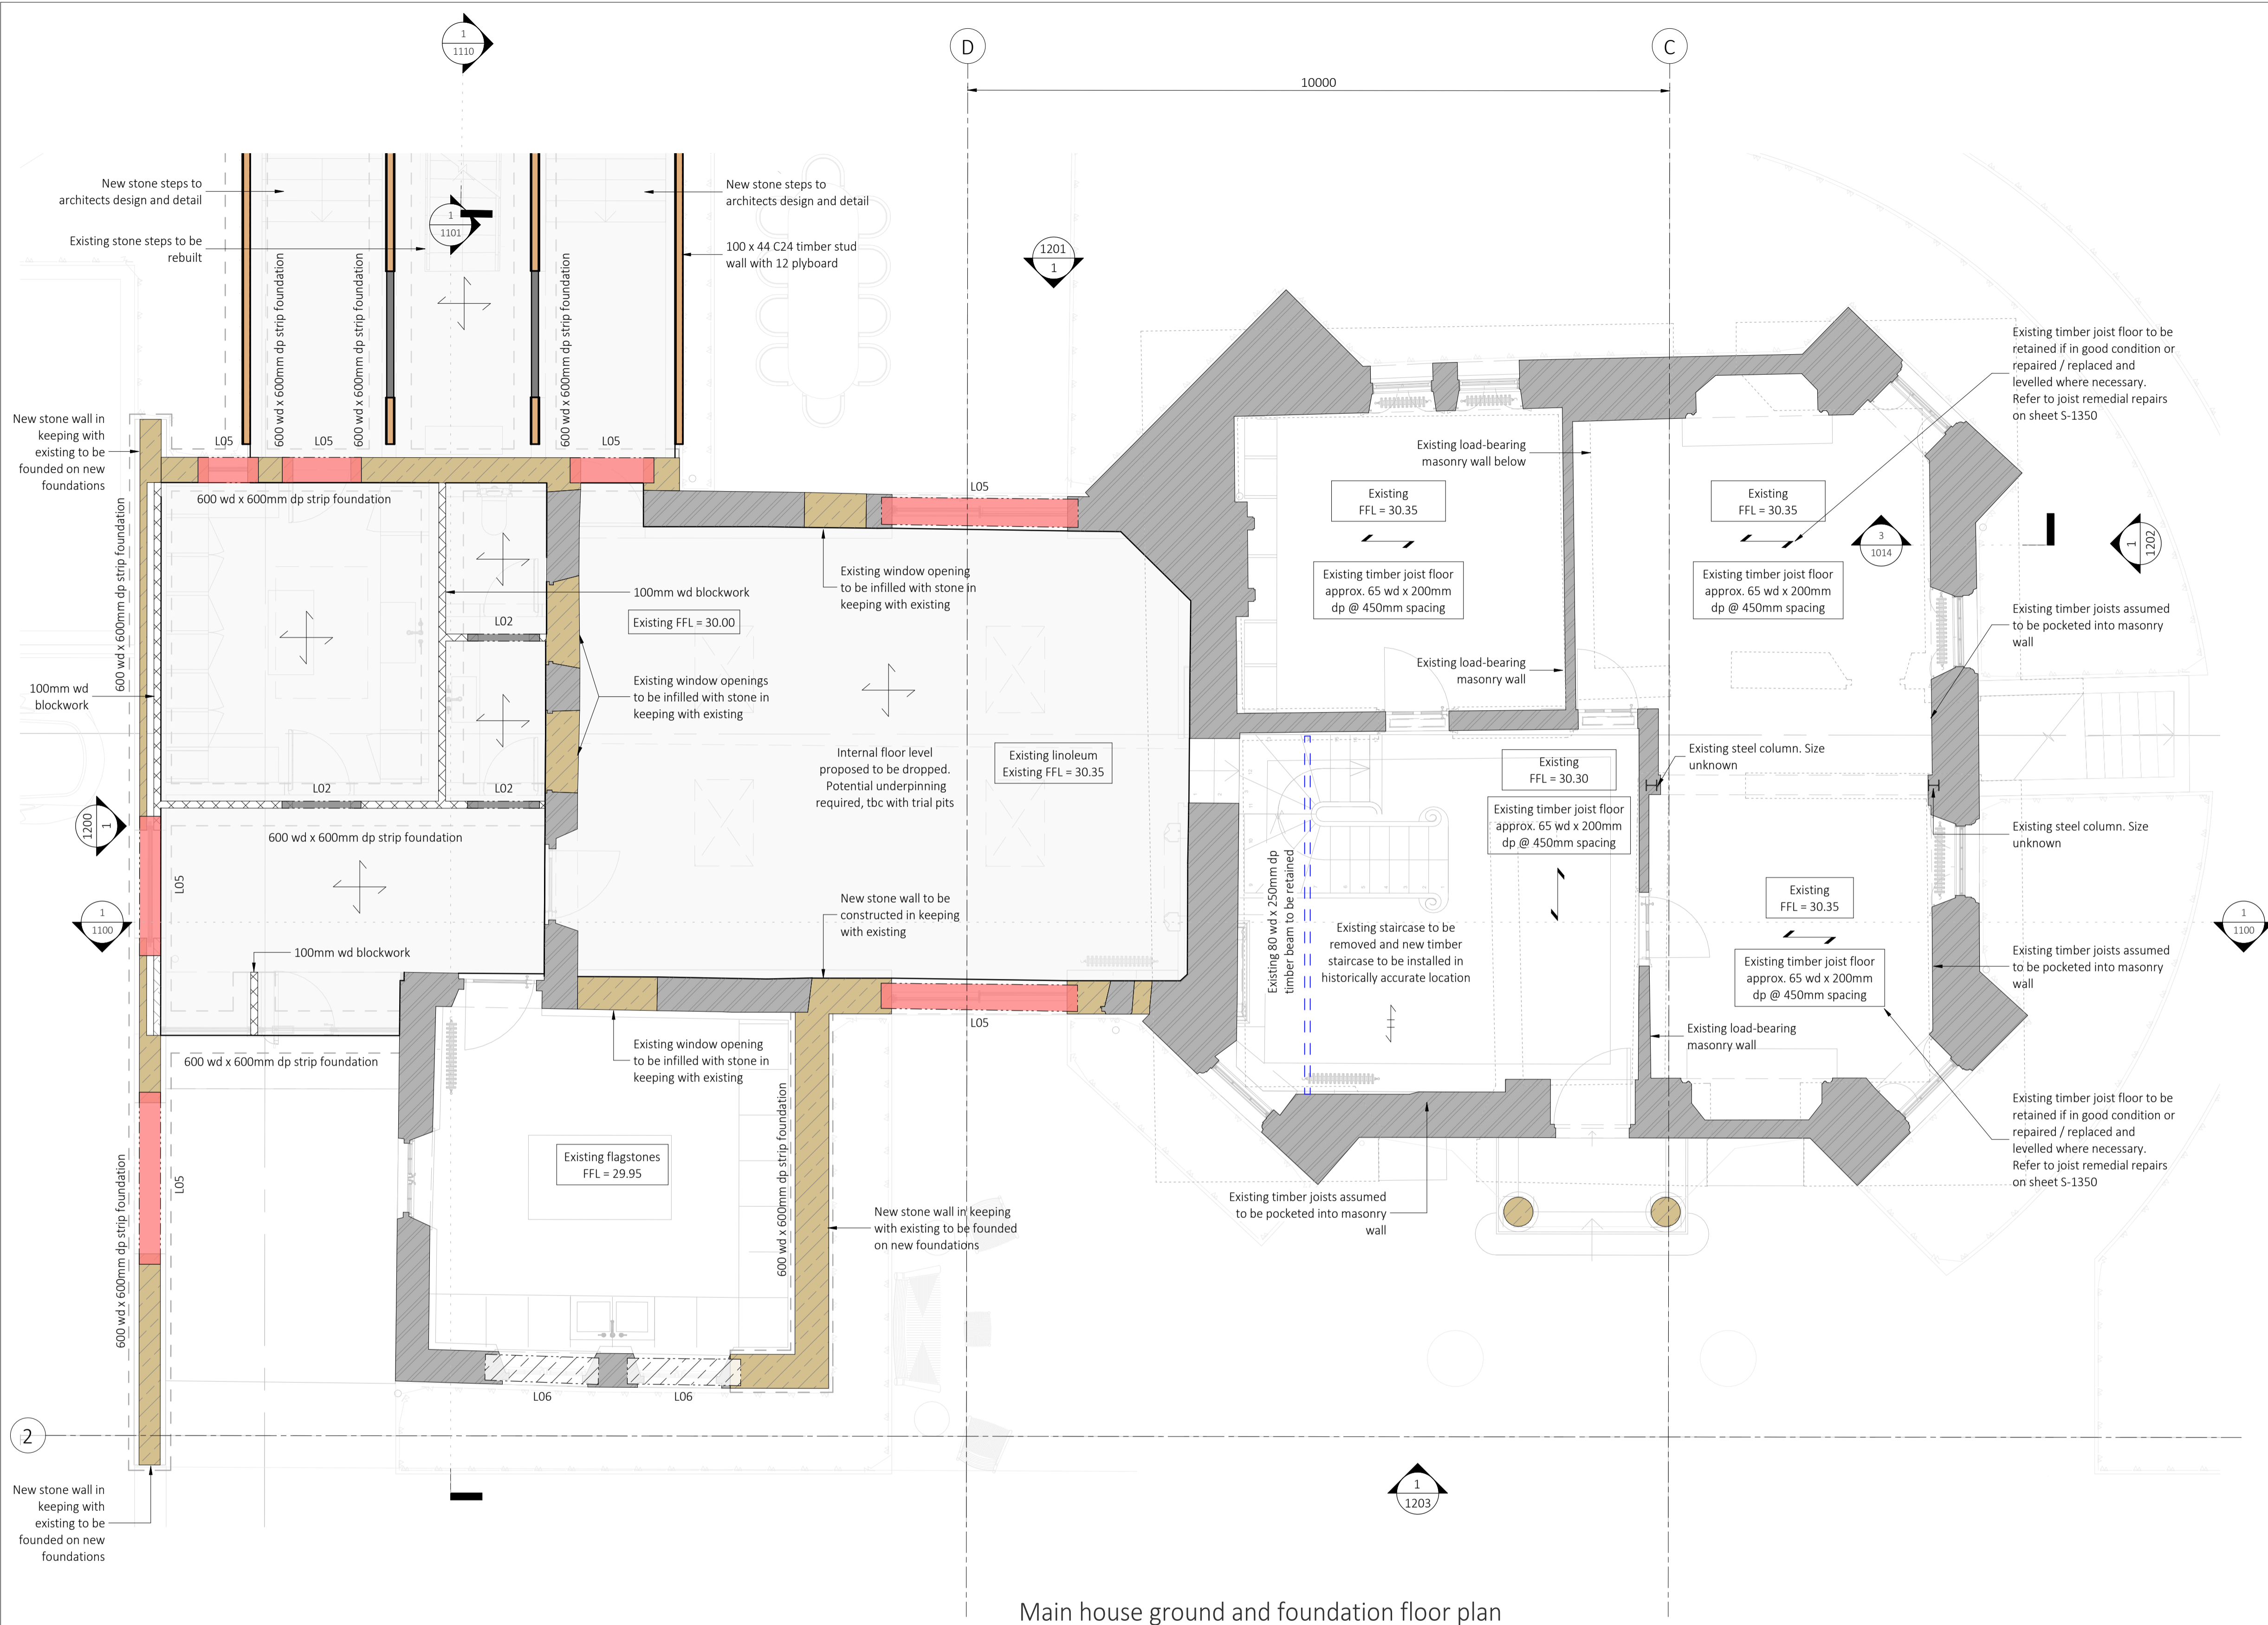 1
1110
D
C
10000
New stone steps to
architects design and detail
Existing stone steps to be
rebuilt
1
1101
New stone steps to
architects design and detail
100 x 44 C24 timber stud
wall with 12 plyboard
1201
1
600 wd x 600mm dp strip foundation
600 wd x 600mm dp strip foundation
600 wd x 600mm dp strip foundation
Existing timber joist floor to be
retained if in good condition or
repaired / replaced and
levelled where necessary.
Refer to joist remedial repairs
on sheet S-1350
New stone wall in
keeping with
existing to be
founded on new
foundations
L05
L05
L05
L05
Existing load-bearing
masonry wall below
600 wd x 600mm dp strip foundation
600 wd x 600mm dp strip foundation
Existing
FFL = 30.35
Existing
FFL = 30.35
3
1014
1
1202
Existing window opening
to be infilled with stone in
keeping with existing
Existing timber joist floor
approx. 65 wd x 200mm
dp @ 450mm spacing
Existing timber joist floor
approx. 65 wd x 200mm
dp @ 450mm spacing
100mm wd blockwork
L02
Existing FFL = 30.00
Existing timber joists assumed
to be pocketed into masonry
wall
100mm wd
blockwork
Existing window openings
to be infilled with stone in
keeping with existing
Existing load-bearing
masonry wall
Internal floor level
proposed to be dropped.
Potential underpinning
required, tbc with trial pits
Existing linoleum
Existing FFL = 30.35
Existing
FFL = 30.30
Existing steel column. Size
unknown
L02
L02
Existing timber joist floor
approx. 65 wd x 200mm
dp @ 450mm spacing
1200
1
600 wd x 600mm dp strip foundation
Existing steel column. Size
unknown
L05
Existing 80 wd x 250mm dp
timber beam to be retained
Existing
FFL = 30.35
1
1100
New stone wall to be
constructed in keeping
with existing
Existing staircase to be
removed and new timber
staircase to be installed in
historically accurate location
1
1100
100mm wd blockwork
Existing timber joist floor
approx. 65 wd x 200mm
dp @ 450mm spacing
Existing timber joists assumed
to be pocketed into masonry
wall
L05
Existing load-bearing
masonry wall
600 wd x 600mm dp strip foundation
Existing window opening
to be infilled with stone in
keeping with existing
600 wd x 600mm dp strip foundation
600 wd x 600mm dp strip foundation
L05
Existing flagstones
FFL = 29.95
Existing timber joist floor to be
retained if in good condition or
repaired / replaced and
levelled where necessary.
Refer to joist remedial repairs
on sheet S-1350
Existing timber joists assumed
to be pocketed into masonry
wall
New stone wall in keeping
with existing to be founded
on new foundations
L06
L06
2
New stone wall in
keeping with
existing to be
founded on new
foundations
1
1203
Main house ground and foundation floor plan